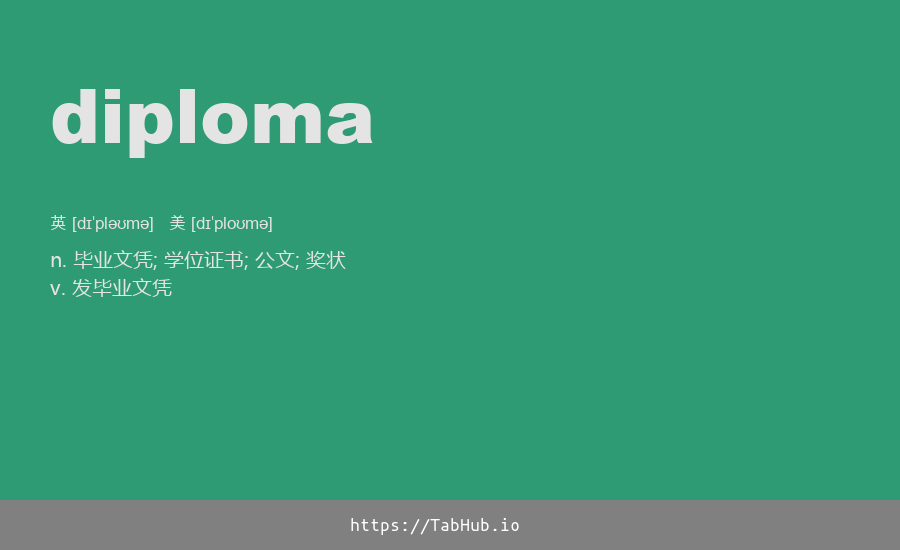 diploma
英 [dɪˈpləʊmə] 美 [dɪˈploʊmə]
n. 毕业文凭; 学位证书; 公文; 奖状
v. 发毕业文凭
https://TabHub.io